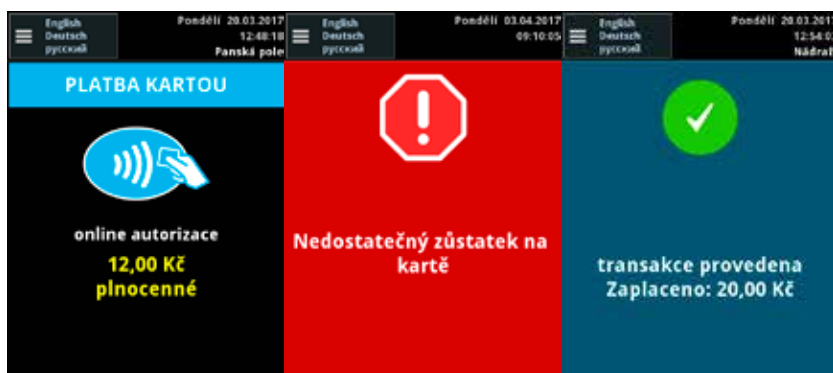 English
Deutsch
русский
Pondělí 20.03.2017
12:48:18
Panská pole
PLATBA KARTOU
online autorizace
12,00 Kč
plnocenné
English
Deutsch
русский
Pondělí 03.04.2017
09:10:05
Nedostatečný zůstatek na
kartě
English
Deutsch
русский
Pondělí 20.03.2017
12:54:0
Nádraž
transakce provedena
Zaplaceno: 20,00 Kč